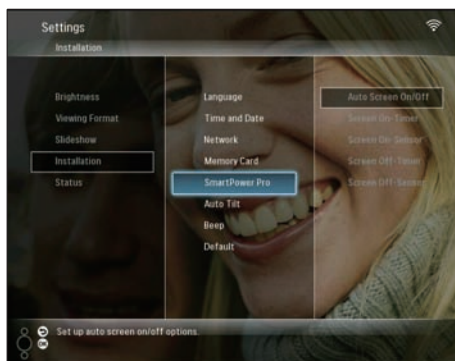 Settings
Installation
Brightness
Viewing Format
Slideshow
Installation
Status
Language
Time and Date
Network
Memory Card
SmartPower Pro
Auto Tilt
Beep
Default
Auto Screen On/Off
Screen On-Timer
Screen On-Sensor
Screen Off-Timer
Screen Off-Sensor
OK
Set up auto screen on/off options.